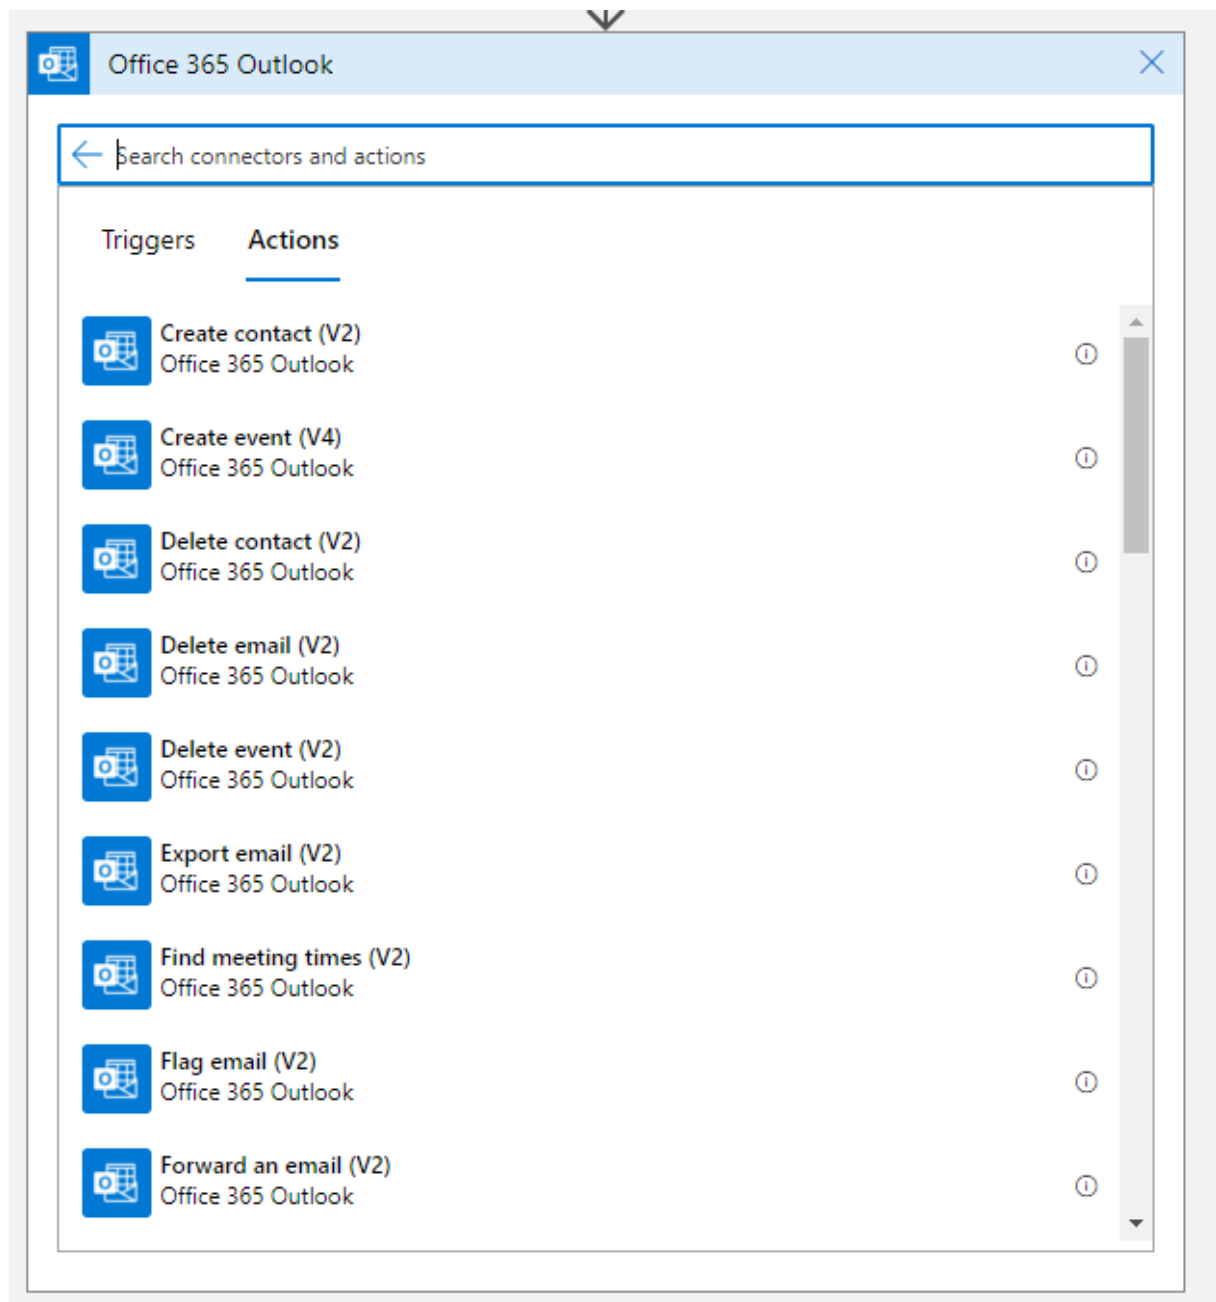 Office 365 Outlook
Search connectors and actions
Triggers Actions
Create contact (V2)
Office 365 Outlook
Create event (V4)
Office 365 Outlook
Delete contact (V2)
Office 365 Outlook
Delete email (V2)
Office 365 Outlook
Delete event (V2)
Office 365 Outlook
Export email (V2)
Office 365 Outlook
Find meeting times (V2)
Office 365 Outlook
Flag email (V2)
Office 365 Outlook
Forward an email (V2)
Office 365 Outlook